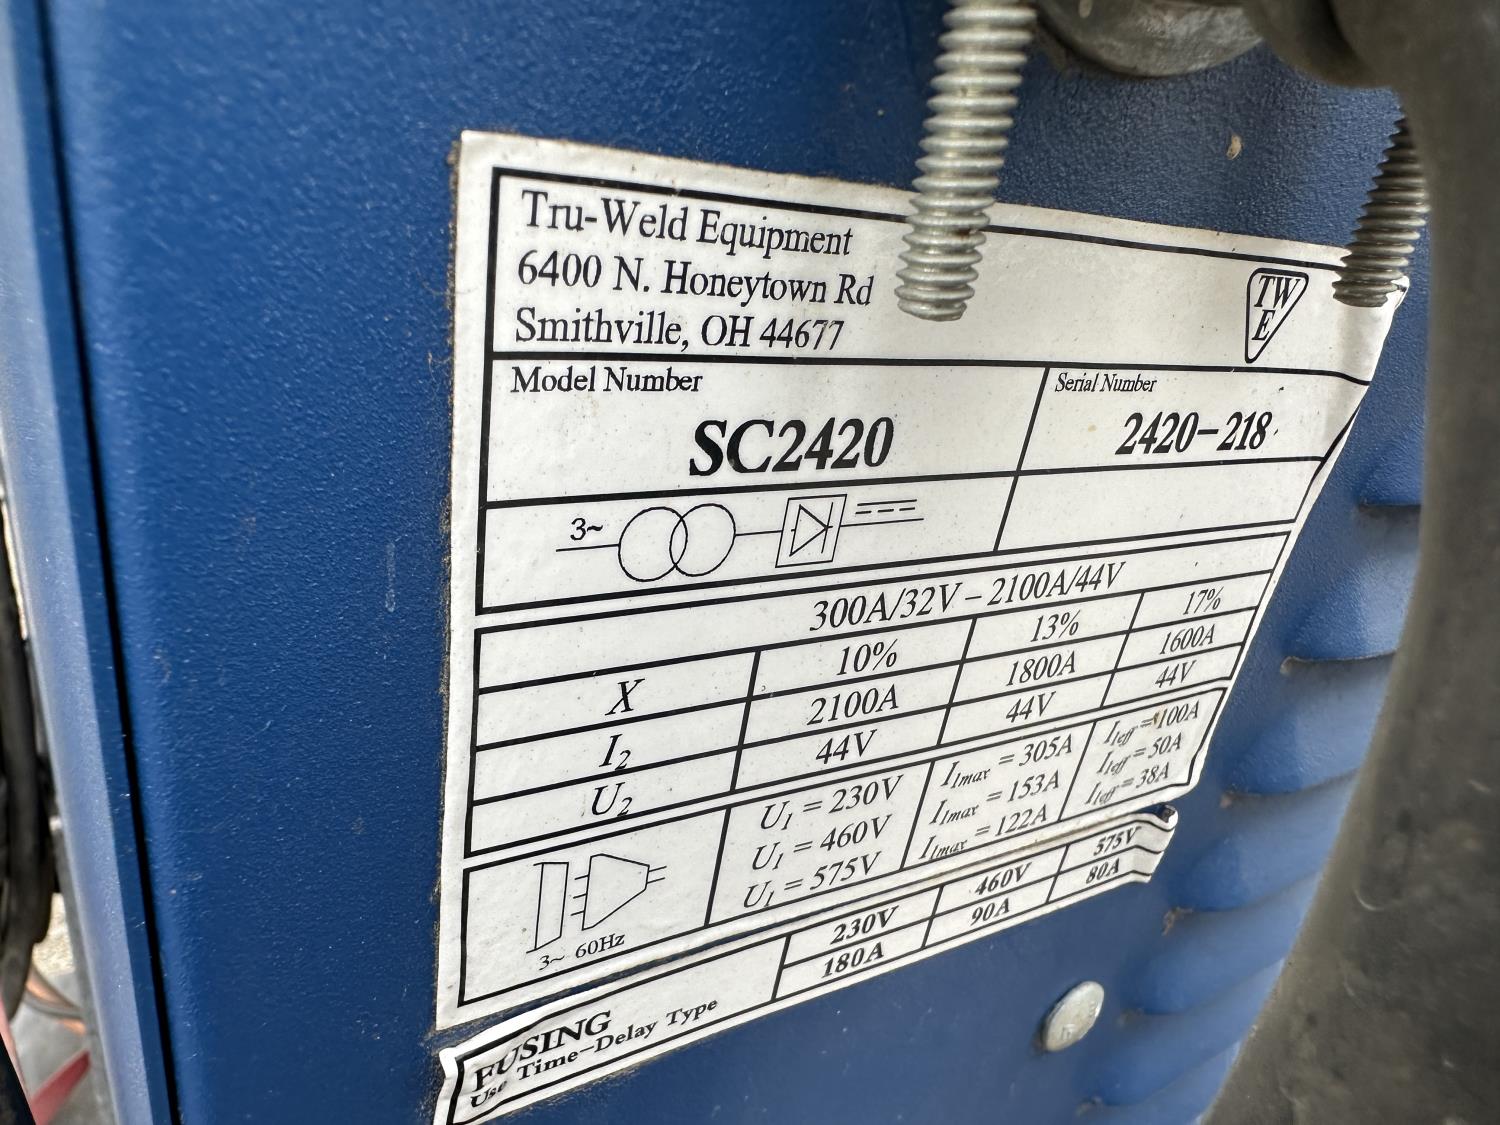 Tru-Weld Equipment
6400 N. Honeytown Rd
Smithville, OH 44677
TW
E
Model Number
SC2420
Serial Number
2420-218
3~
300A/32V – 2100A/44V
X 10% 13% 17%
I2 2100A 1800A 1600A
U2 44V 44V 44V
U1 = 230V I1max = 305A I1eff = 100A
U1 = 460V I1max = 153A I1eff = 50A
U1 = 575V I1max = 122A I1eff = 38A
3~ 60Hz
FUSING 230V 460V 575V
Use Time-Delay Type 180A 90A 80A